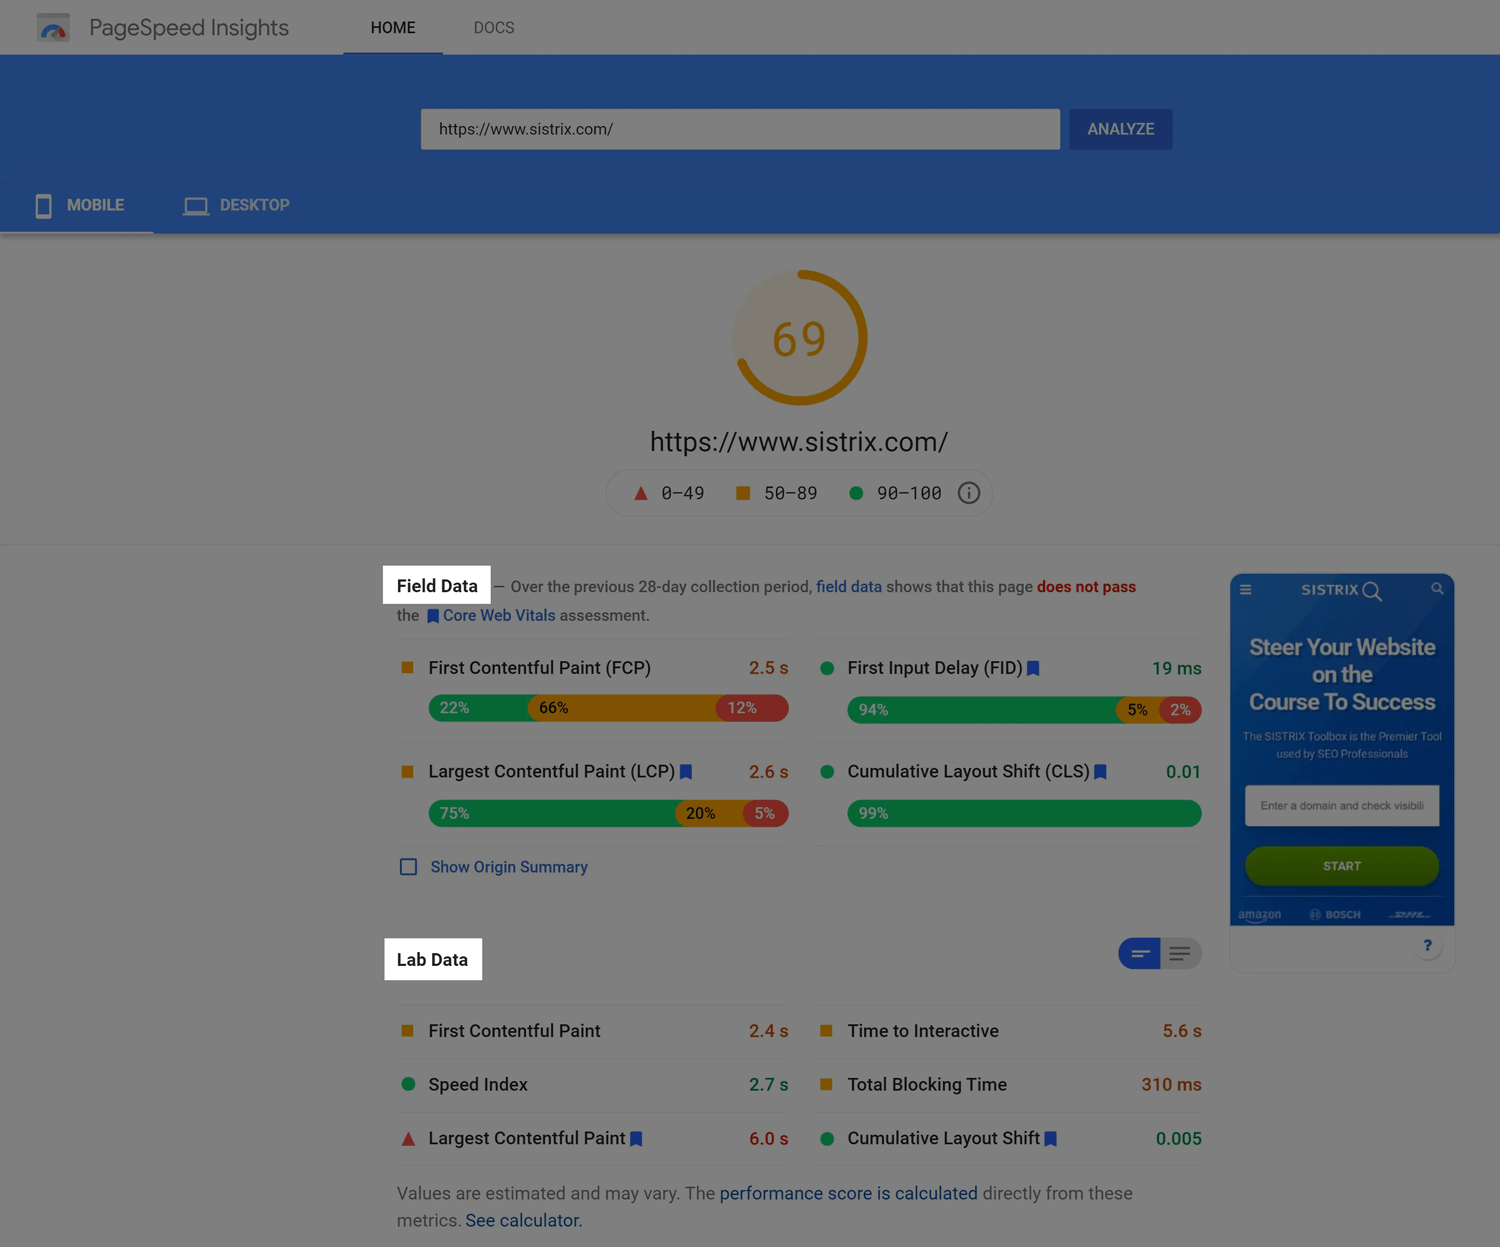 PageSpeed Insights HOME DOCS
https://www.sistrix.com/ ANALYZE
MOBILE DESKTOP
69
https://www.sistrix.com/
0–49 50–89 90–100
Field Data — Over the previous 28-day collection period, field data shows that this page does not pass
the Core Web Vitals assessment.
First Contentful Paint (FCP) 2.5 s
22% 66% 12%
First Input Delay (FID) 19 ms
94% 5% 2%
Largest Contentful Paint (LCP) 2.6 s
75% 20% 5%
Cumulative Layout Shift (CLS) 0.01
99%
Show Origin Summary
SISTRIX
Steer Your Website
on the
Course To Success
The SISTRIX Toolbox is the Premier Tool
used by SEO Professionals
Enter a domain and check visibili
START
amazon BOSCH DHL
?
Lab Data
First Contentful Paint 2.4 s
Time to Interactive 5.6 s
Speed Index 2.7 s
Total Blocking Time 310 ms
Largest Contentful Paint 6.0 s
Cumulative Layout Shift 0.005
Values are estimated and may vary. The performance score is calculated directly from these
metrics. See calculator.